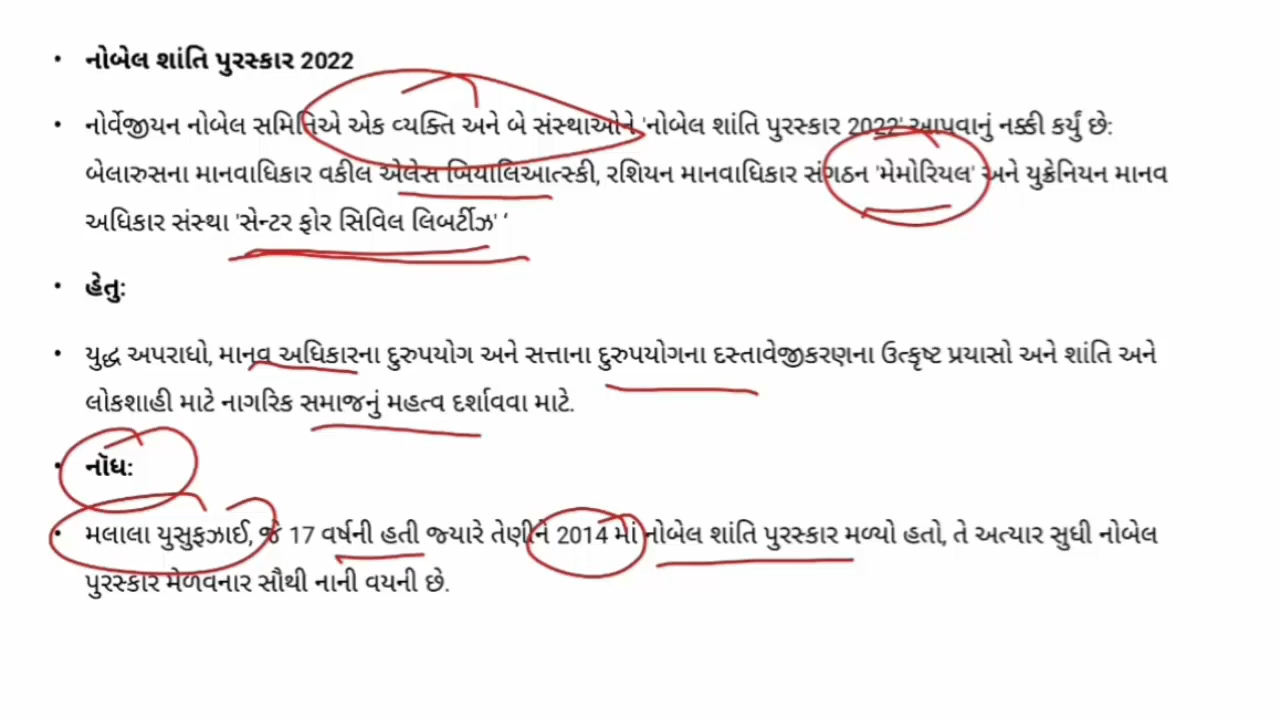 • નોબેલ શાંતિ પુરસ્કાર 2022
• નોર્વેજીયન નોબેલ સમિતિએ એક વ્યક્તિ અને બે સંસ્થાઓને 'નોબેલ શાંતિ પુરસ્કાર 2022' આપવાનું નક્કી કર્યું છે:
બેલારુસના માનવાધિકાર વકીલ એલેસ બિયાલિઆત્સ્કી, રશિયન માનવાધિકાર સંગઠન 'મેમોરિયલ' અને યુક્રેનિયન માનવ
અધિકાર સંસ્થા 'સેન્ટર ફોર સિવિલ લિબર્ટીઝ' ‘
• હેતુ:
• યુદ્ધ અપરાધો, માનવ અધિકારના દુરુપયોગ અને સત્તાના દુરુપયોગના દસ્તાવેજીકરણના ઉત્કૃષ્ટ પ્રયાસો અને શાંતિ અને
લોકશાહી માટે નાગરિક સમાજનું મહત્વ દર્શાવવા માટે.
• નૉધ:
• મલાલા યુસુફઝાઈ, જે 17 વર્ષની હતી જ્યારે તેણીને 2014 માં નોબેલ શાંતિ પુરસ્કાર મળ્યો હતો, તે અત્યાર સુધી નોબેલ
પુરસ્કાર મેળવનાર સૌથી નાની વયની છે.